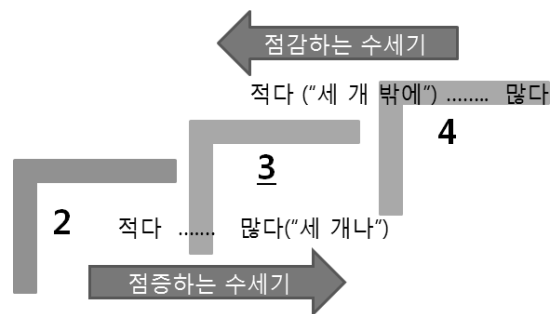 점감하는 수세기
적다 (“세 개 밖에“) ........ 많다
4
3
2
적다 ....... 많다(“세 개나“)
점증하는 수세기